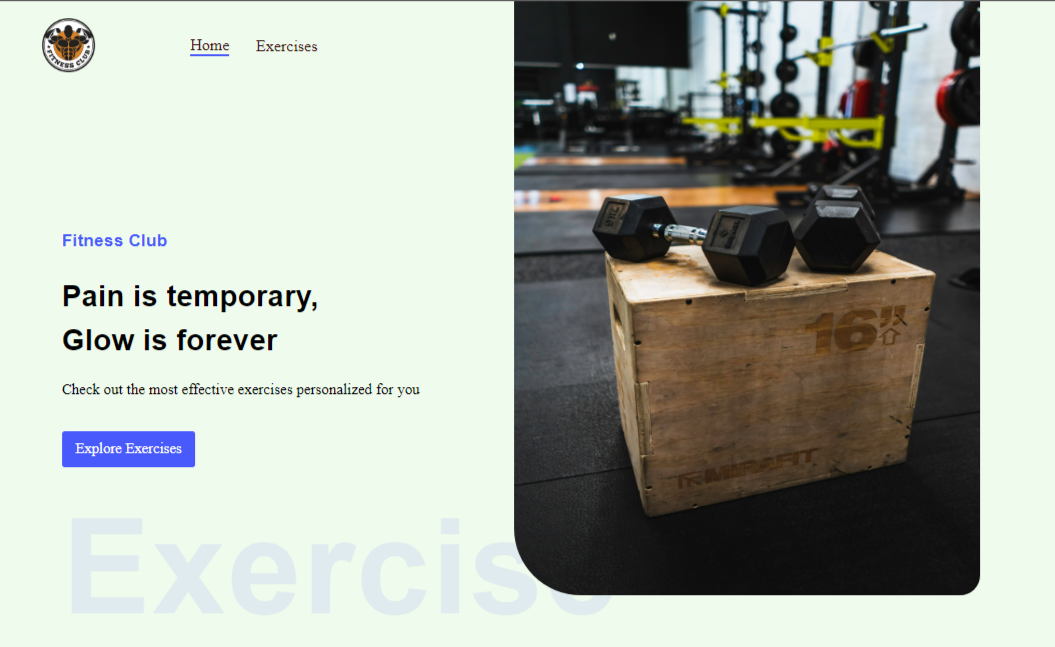 FITNESS CLUB
Home
Exercises
Fitness Club
Pain is temporary,
Glow is forever
Check out the most effective exercises personalized for you
Explore Exercises
16"
MIRAFIT
Exercise